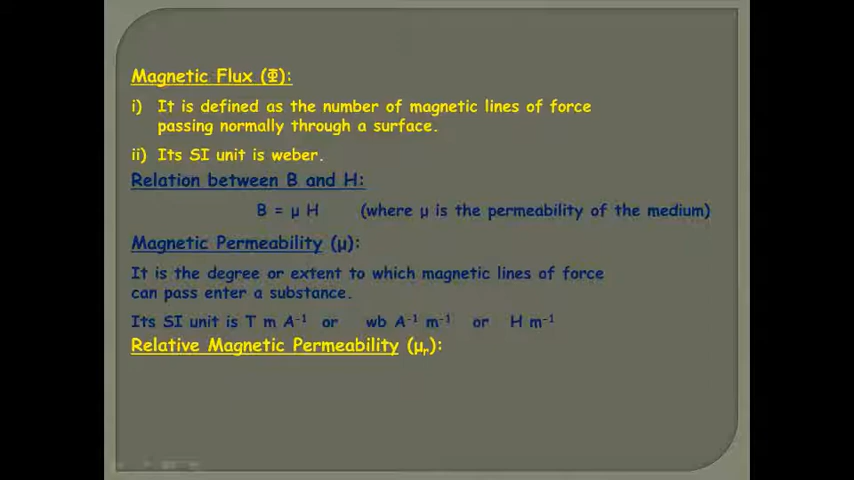 Magnetic Flux (Φ):
i) It is defined as the number of magnetic lines of force
passing normally through a surface.
ii) Its SI unit is weber.
Relation between B and H:
B = μ H (where μ is the permeability of the medium)
Magnetic Permeability (μ):
It is the degree or extent to which magnetic lines of force
can pass enter a substance.
Its SI unit is T m A⁻¹ or wb A⁻¹ m⁻¹ or H m⁻¹
Relative Magnetic Permeability (μᵣ):